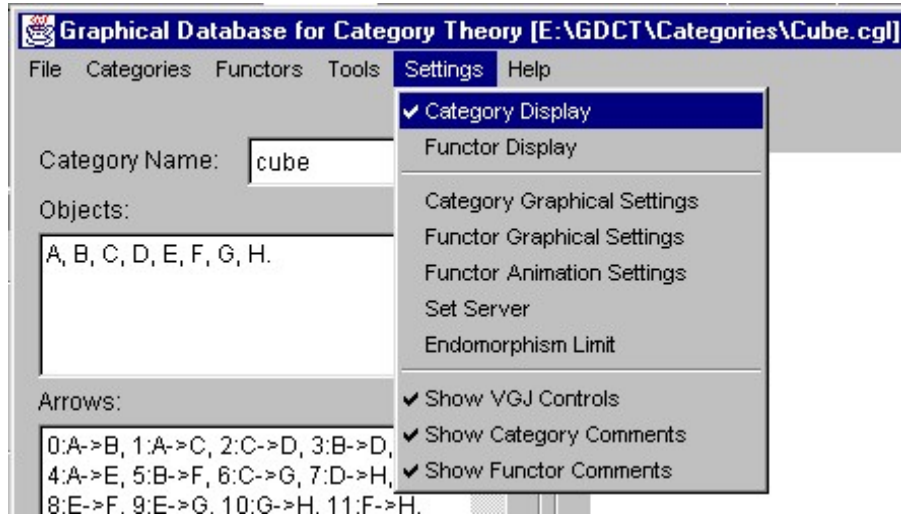 Graphical Database for Category Theory [E:\GDCT\Categories\Cube.cgl]
File Categories Functors Tools Settings Help
Category Display
Functor Display
Category Graphical Settings
Functor Graphical Settings
Functor Animation Settings
Set Server
Endomorphism Limit
Show VGJ Controls
Show Category Comments
Show Functor Comments
Category Name: cube
Objects:
A, B, C, D, E, F, G, H.
Arrows:
0:A->B, 1:A->C, 2:C->D, 3:B->D,
4:A->E, 5:B->F, 6:C->G, 7:D->H,
8:E->F, 9:E->G, 10:G->H, 11:F->H.